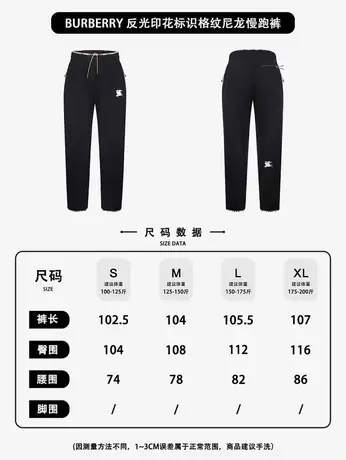 BURBERRY 反光印花标识格纹尼龙慢跑裤
尺码数据
SIZE DATA
尺码 S M L XL
SIZE 建议体重 建议体重 建议体重 建议体重
100-125斤 125-150斤 150-175斤 175-200斤
裤长 102.5 104 105.5 107
臀围 104 108 112 116
腰围 74 78 82 86
脚围 / / / /
(因测量方法不同，1~3CM误差属于正常范围，商品建议手洗)